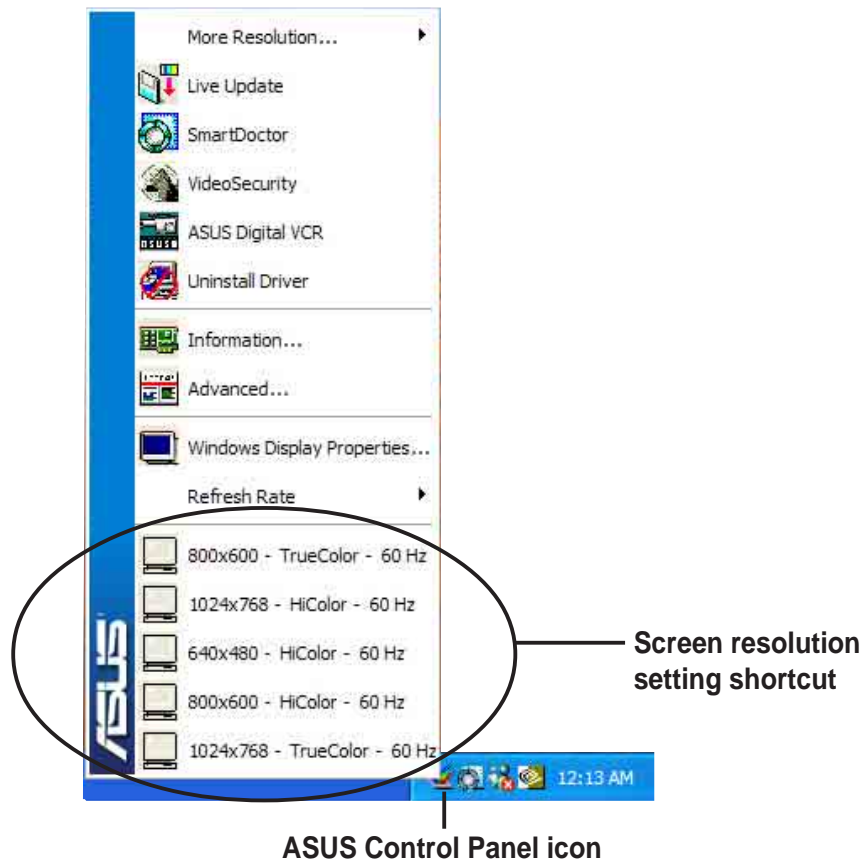 More Resolution...
Live Update
SmartDoctor
VideoSecurity
ASUS Digital VCR
Uninstall Driver
Information...
Advanced...
Windows Display Properties...
Refresh Rate
800x600 - TrueColor - 60 Hz
1024x768 - HiColor - 60 Hz
640x480 - HiColor - 60 Hz
800x600 - HiColor - 60 Hz
1024x768 - TrueColor - 60 Hz
ASUS
Screen resolution
setting shortcut
12:13 AM
ASUS Control Panel icon